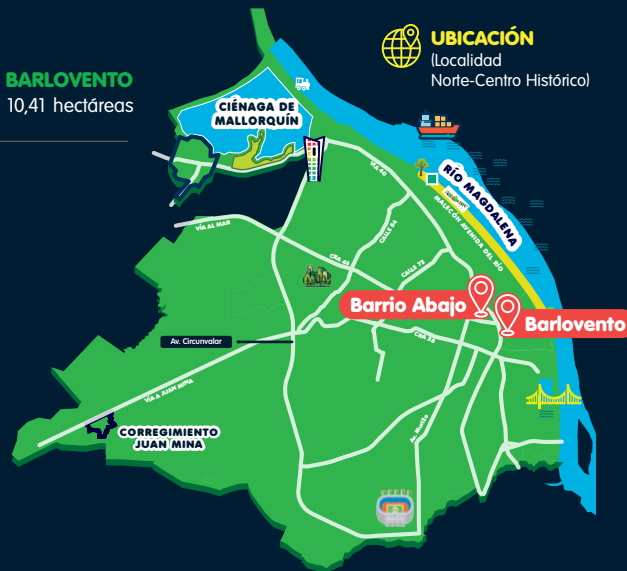 BARLOVENTO
10,41 hectáreas
UBICACIÓN
(Localidad
Norte-Centro Histórico)
CIÉNAGA DE
MALLORQUÍN
VIA 40
RÍO MAGDALENA
MALECÓN AVENIDA DEL RÍO
VÍA AL MAR
CALLE 84
CRA 46
CALLE 72
Barrio Abajo
Barlovento
CRA 38
Av. Circunvalar
VÍA A JUAN MINA
CORREGIMIENTO
JUAN MINA
Av. Murillo